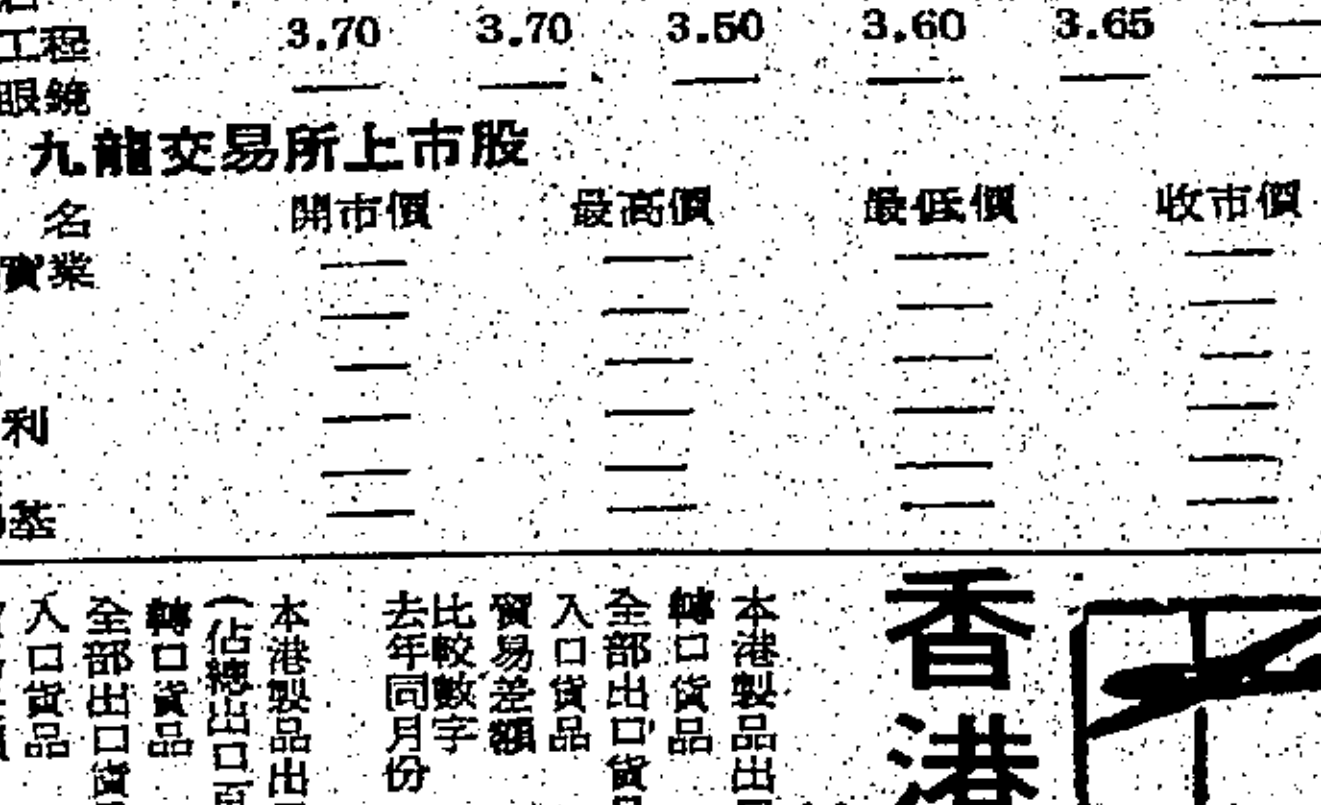 工程 3.70 3.70 3.50 3.60 3.65 —
眼鏡 — — — — — —
九龍交易所上市股
名 開市價 最高價 最低價 收市價
實業 — — — —
— — — —
— — — —
利 — — — —
— — — —
基 — — — —
香港
本港製品出
轉口貨品
全部出口貨
入口貨品
貿易差額
比較數字
去年同月份
本港製品出
(佔總出口百
轉口貨品
全部出口貨
入口貨品